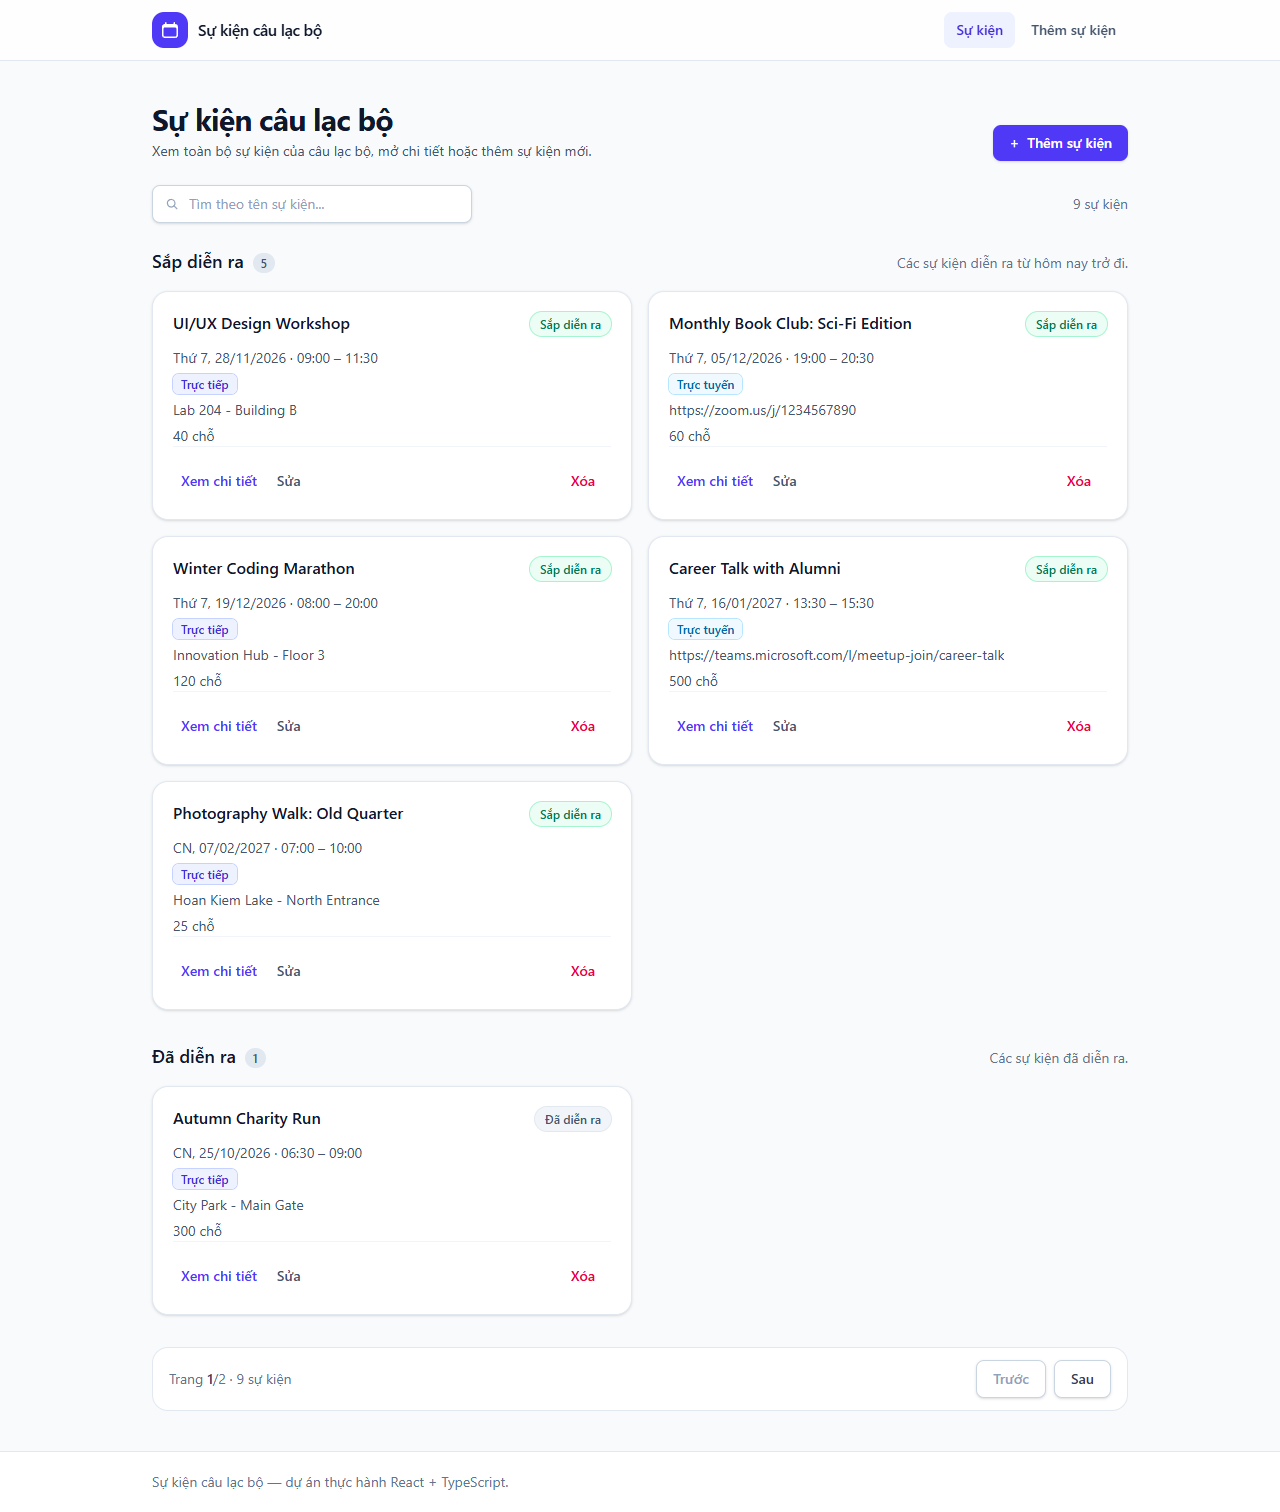 Sự kiện câu lạc bộ
Sự kiện
Thêm sự kiện
Sự kiện câu lạc bộ
Xem toàn bộ sự kiện của câu lạc bộ, mở chi tiết hoặc thêm sự kiện mới.
+ Thêm sự kiện
Tìm theo tên sự kiện...
9 sự kiện
Sắp diễn ra 5
Các sự kiện diễn ra từ hôm nay trở đi.
UI/UX Design Workshop
Sắp diễn ra
Thứ 7, 28/11/2026 · 09:00 – 11:30
Trực tiếp
Lab 204 - Building B
40 chỗ
Xem chi tiết
Sửa
Xóa
Monthly Book Club: Sci-Fi Edition
Sắp diễn ra
Thứ 7, 05/12/2026 · 19:00 – 20:30
Trực tuyến
https://zoom.us/j/1234567890
60 chỗ
Xem chi tiết
Sửa
Xóa
Winter Coding Marathon
Sắp diễn ra
Thứ 7, 19/12/2026 · 08:00 – 20:00
Trực tiếp
Innovation Hub - Floor 3
120 chỗ
Xem chi tiết
Sửa
Xóa
Career Talk with Alumni
Sắp diễn ra
Thứ 7, 16/01/2027 · 13:30 – 15:30
Trực tuyến
https://teams.microsoft.com/l/meetup-join/career-talk
500 chỗ
Xem chi tiết
Sửa
Xóa
Photography Walk: Old Quarter
Sắp diễn ra
CN, 07/02/2027 · 07:00 – 10:00
Trực tiếp
Hoan Kiem Lake - North Entrance
25 chỗ
Xem chi tiết
Sửa
Xóa
Đã diễn ra 1
Các sự kiện đã diễn ra.
Autumn Charity Run
Đã diễn ra
CN, 25/10/2026 · 06:30 – 09:00
Trực tiếp
City Park - Main Gate
300 chỗ
Xem chi tiết
Sửa
Xóa
Trang 1/2 · 9 sự kiện
Trước
Sau
Sự kiện câu lạc bộ — dự án thực hành React + TypeScript.